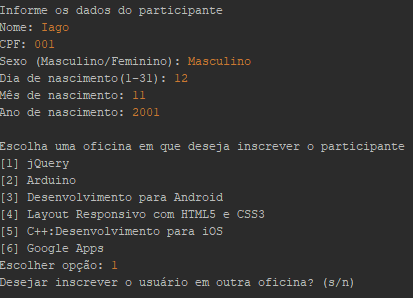 Informe os dados do participante
Nome: Iago
CPF: 001
Sexo (Masculino/Feminino): Masculino
Dia de nascimento(1-31): 12
Mês de nascimento: 11
Ano de nascimento: 2001
Escolha uma oficina em que deseja inscrever o participante
[1] jQuery
[2] Arduino
[3] Desenvolvimento para Android
[4] Layout Responsivo com HTML5 e CSS3
[5] C++:Desenvolvimento para iOS
[6] Google Apps
Escolher opção: 1
Desejar inscrever o usuário em outra oficina? (s/n)